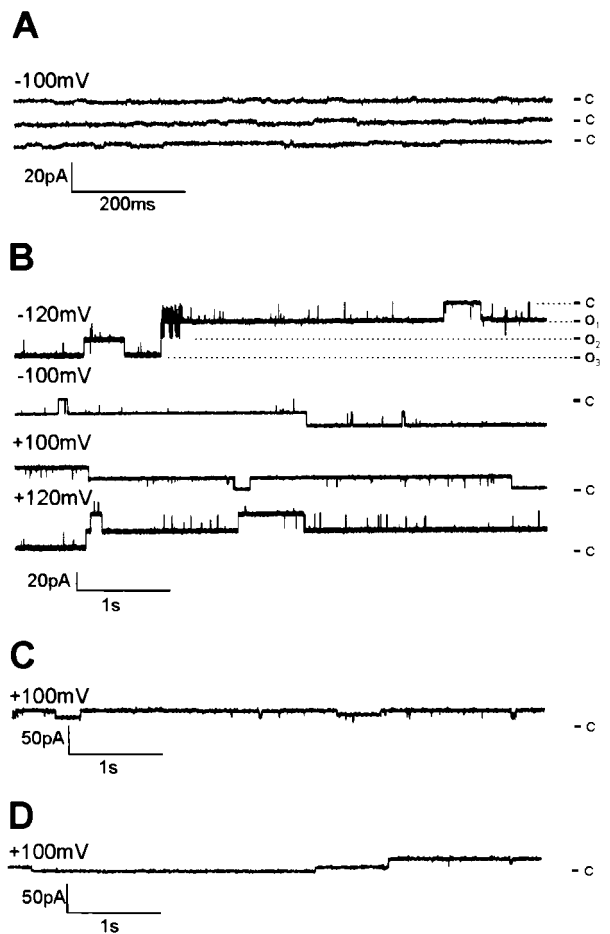 A
-100mV
- C
- C
- C
20pA
200ms
B
-120mV
C
O1
O2
O3
-100mV
- C
+100mV
- C
+120mV
- C
20pA
1s
C
+100mV
- C
50pA
1s
D
+100mV
- C
50pA
1s